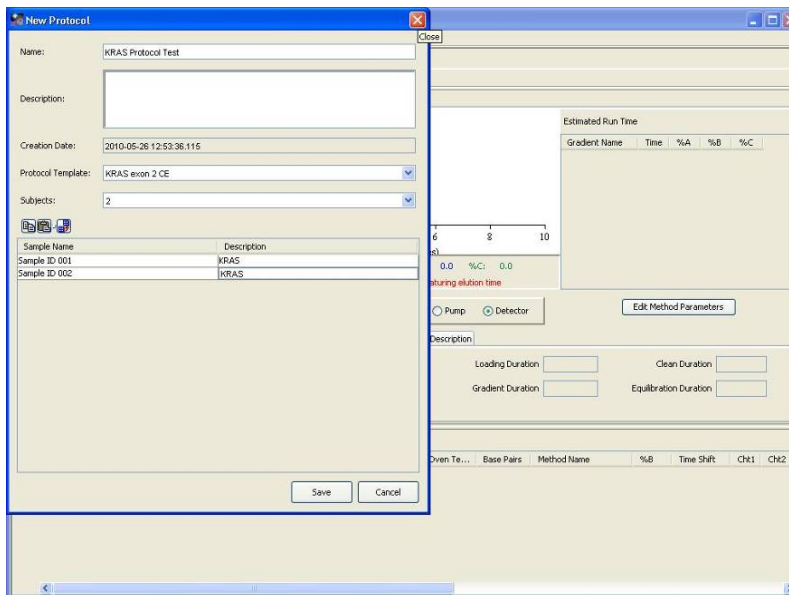 New Protocol
Close
Name: KRAS Protocol Test
Description:
Creation Date: 2010-05-26 12:53:36.115
Protocol Template: KRAS exon 2 CE
Subjects: 2
Sample Name Description
Sample ID 001 KRAS
Sample ID 002 KRAS
Save Cancel
Estimated Run Time
Gradient Name Time %A %B %C
6 8 10
0.0 %C: 0.0
aturing elution time
Pump Detector
Edit Method Parameters
Description
Loading Duration Clean Duration
Gradient Duration Equilibration Duration
Oven Te... Base Pairs Method Name %B Time Shift Cht1 Cht2